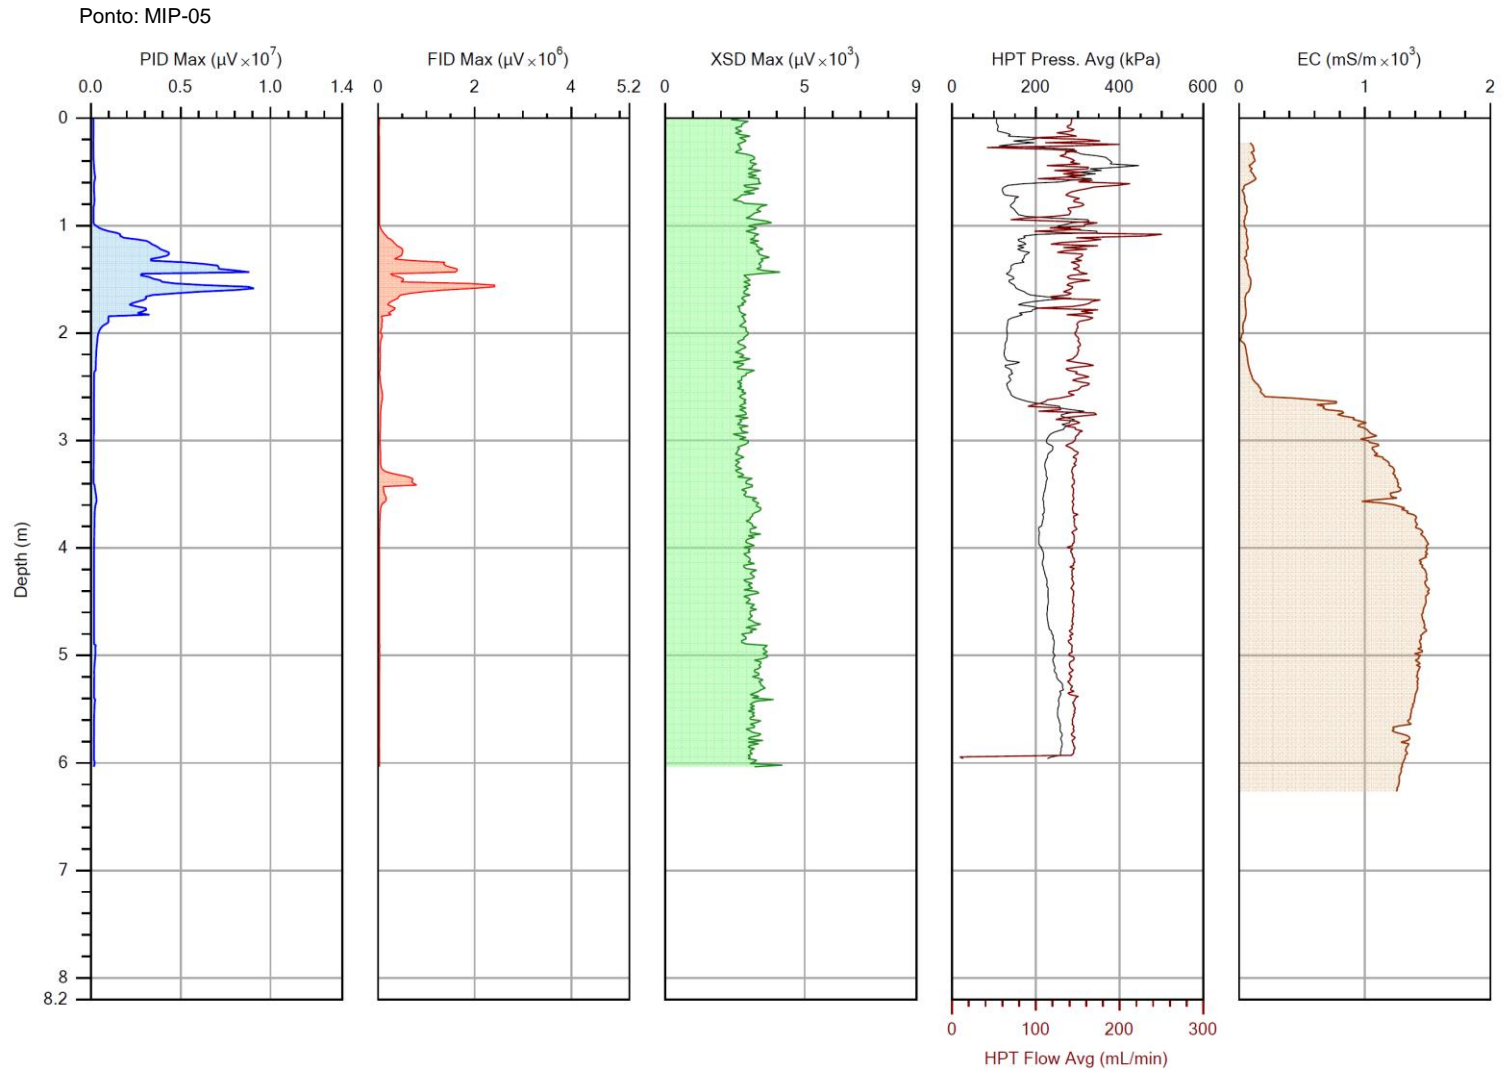 Ponto: MIP-05
PID Max (µV×10⁷) FID Max (µV×10⁶) XSD Max (µV×10³) HPT Press. Avg (kPa) EC (mS/m×10³)
0.0 0.5 1.0 1.4 0 2 4 5.2 0 5 9 0 200 400 600 0 1 2
0
1
2
3
4
Depth (m)
5
6
7
8
8.2
0 100 200 300
HPT Flow Avg (mL/min)